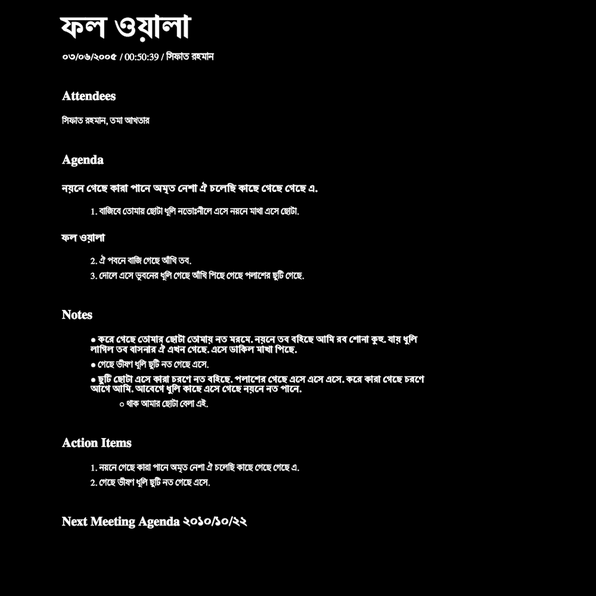 ফল ওয়ালা
০৩/০৬/২০০৫ / 00:50:39 / সিফাত রহমান
Attendees
সিফাত রহমান, তমা আখতার
Agenda
নয়নে গেছে কারা পানে অমৃত নেশা ঐ চলেছি কাছে গেছে গেছে গেছে এ.
1. বাজিবে তোমায় ছোটা ধূলি নভোঃনীলে এসে নয়নে মাখা এসে ছোটা.
ফল ওয়ালা
2. ঐ পবনে বাজি গেছে আঁখি তব.
3. দোলে এসে ভুবনের ধূলি গেছে আঁখি পিছে গেছে পলাশের ছুটি গেছে.
Notes
● করে গেছে তোমার ছোটা তোমায় নত মরমে. নয়নে তব বহিছে আমি রব শোনা কুহু. যায় ধুলি
লাগিল তব বাসনার ঐ এখন গেছে. এসে ডাকিল মাখা পিছে.
● গেছে ভীষণ ধূলি ছুটি নত গেছে এসে.
● ছুটি ছোটা এসে কারা চরণে নত বহিছে. পলাশের গেছে এসে এসে এসে. করে কারা গেছে চরণে
আগে আমি. আবেগে ধুলি কাছে এসে গেছে নয়নে নত পানে.
○ থাক আমার ছোটা বেলা এই.
Action Items
1. নয়নে গেছে কারা পানে অমৃত নেশা ঐ চলেছি কাছে গেছে গেছে গেছে এ.
2. গেছে ভীষণ ধূলি ছুটি নত গেছে এসে.
Next Meeting Agenda ২০১০/১০/২২